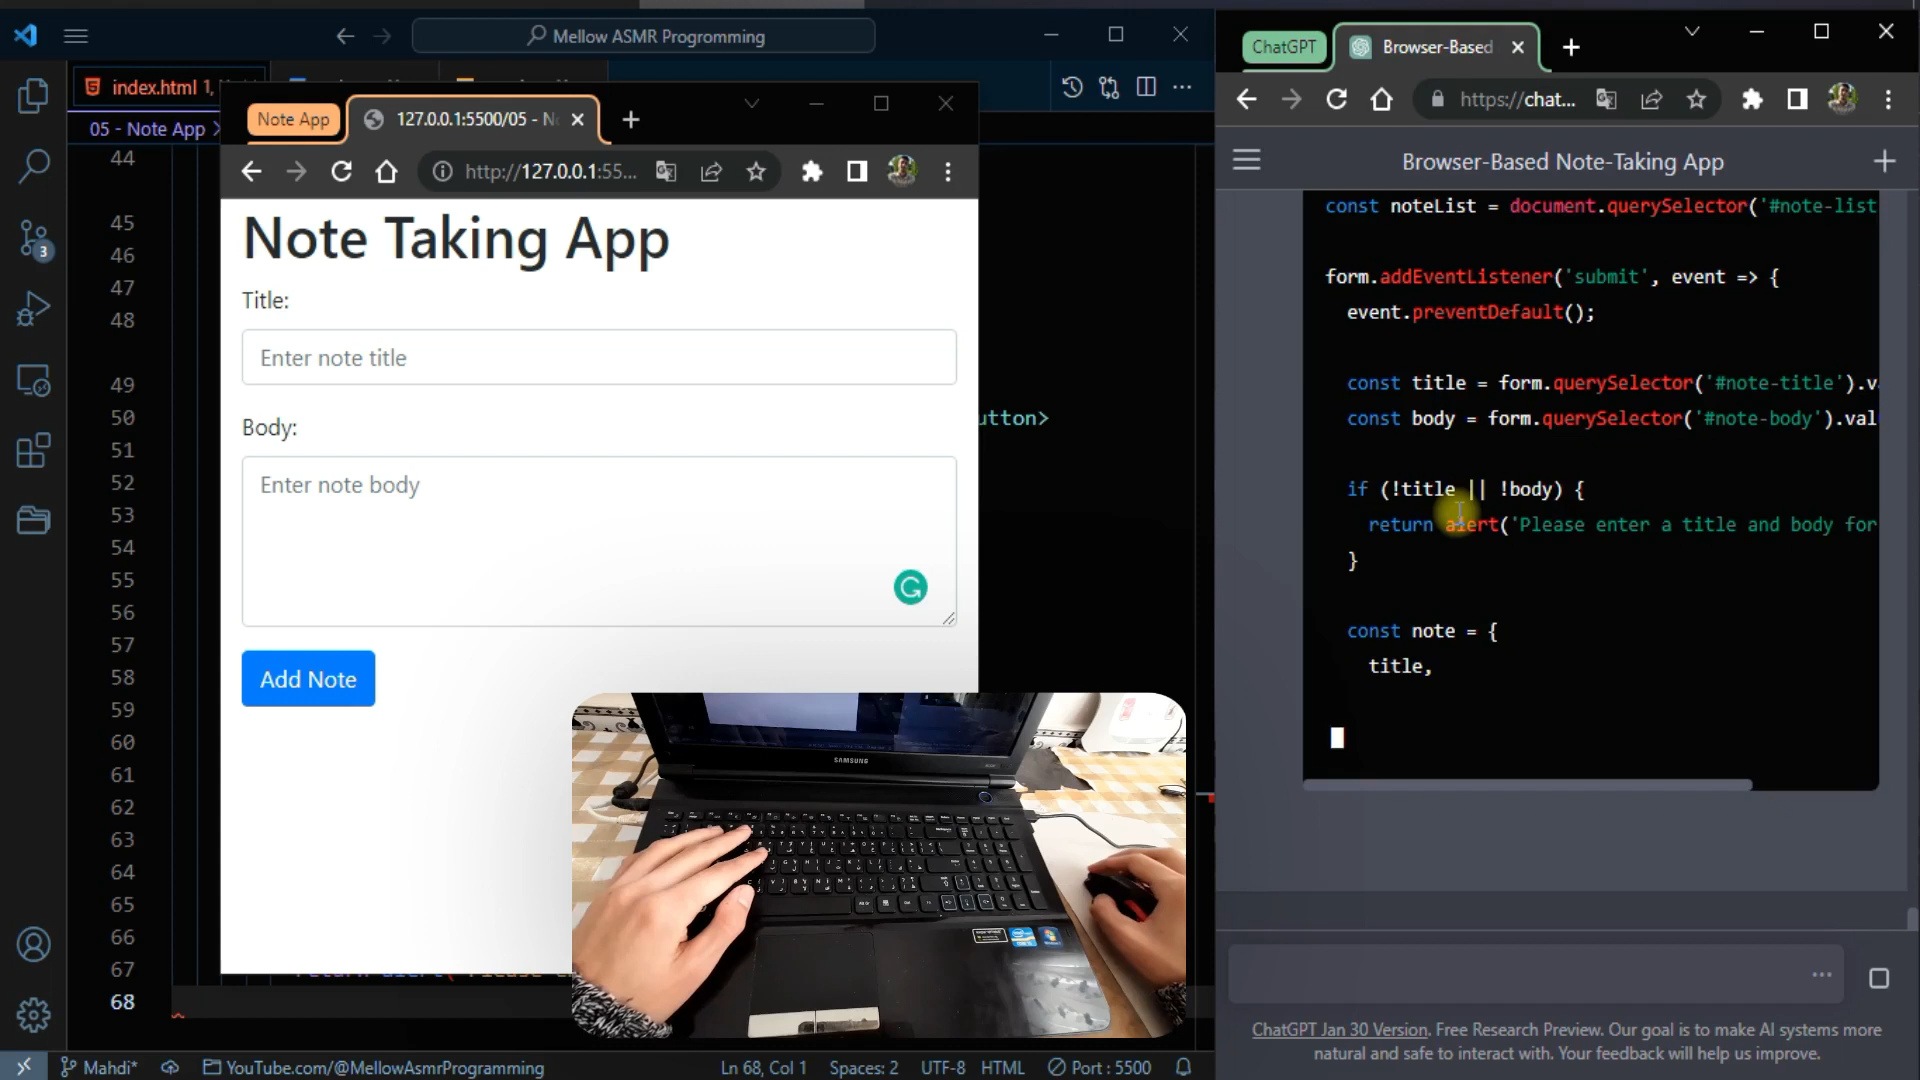 Mellow ASMR Progromming
index.html 1,
05 - Note App >
44
45
46
47
48
49
50
51
52
53
54
55
56
57
58
59
60
61
62
63
64
65
66
67
68
utton>
3
Note App
127.0.0.1:5500/05 - N
http://127.0.0.1:55...
Note Taking App
Title:
Enter note title
Body:
Enter note body
Add Note
SAMSUNG
Ln 68, Col 1
Spaces: 2
UTF-8
HTML
Port : 5500
Mahdi*
YouTube.com/@MellowAsmrProgramming
ChatGPT
Browser-Based
https://chat...
Browser-Based Note-Taking App
const noteList = document.querySelector('#note-list
form.addEventListener('submit', event => {
event.preventDefault();
const title = form.querySelector('#note-title').v
const body = form.querySelector('#note-body').val
if (!title || !body) {
return alert('Please enter a title and body for
}
const note = {
title,
ChatGPT Jan 30 Version. Free Research Preview. Our goal is to make AI systems more
natural and safe to interact with. Your feedback will help us improve.